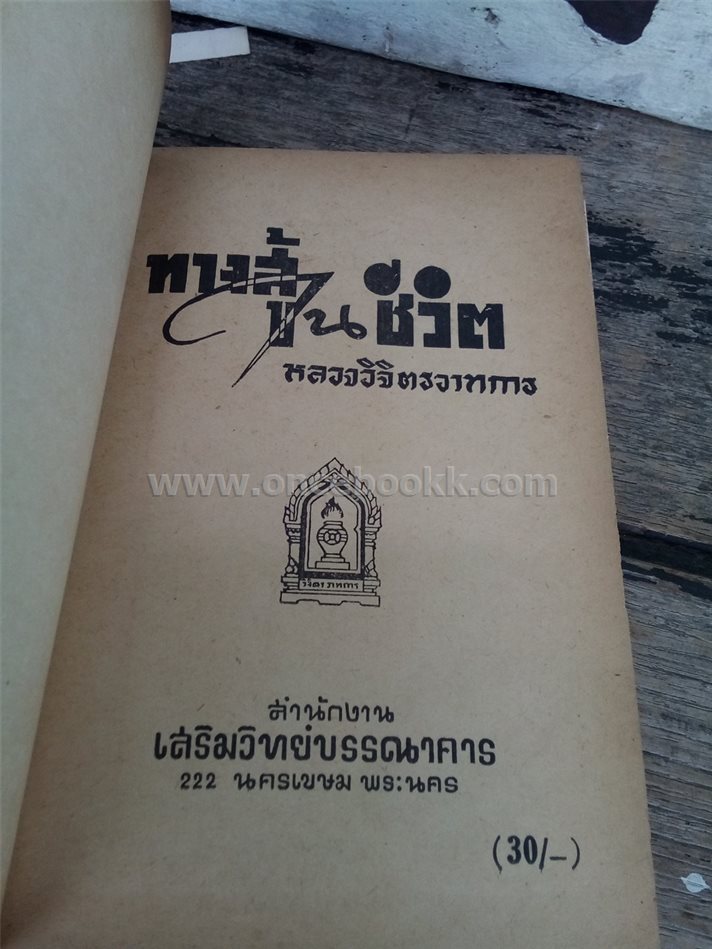 ทางสู้ในชีวิต
หลวงวิจิตรวาทการ
www.oncebookk.com
วิจิตร วาทการ
สำนักงาน
เสริมวิทย์บรรณาคาร
222 นครเขษม พระนคร
(30/-)